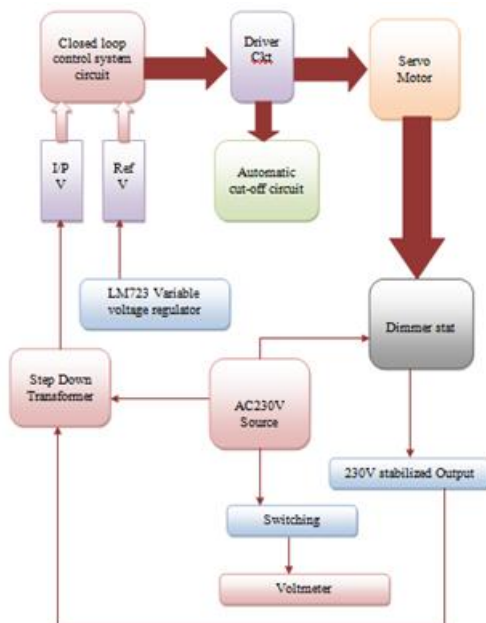 Closed loop
control system
circuit
Driver
Ckt
Servo
Motor
I/P
V
Ref
V
Automatic
cut-off circuit
LM723 Variable
voltage regulator
Dimmer stat
Step Down
Transformer
AC230V
Source
230V stabilized Output
Switching
Voltmeter